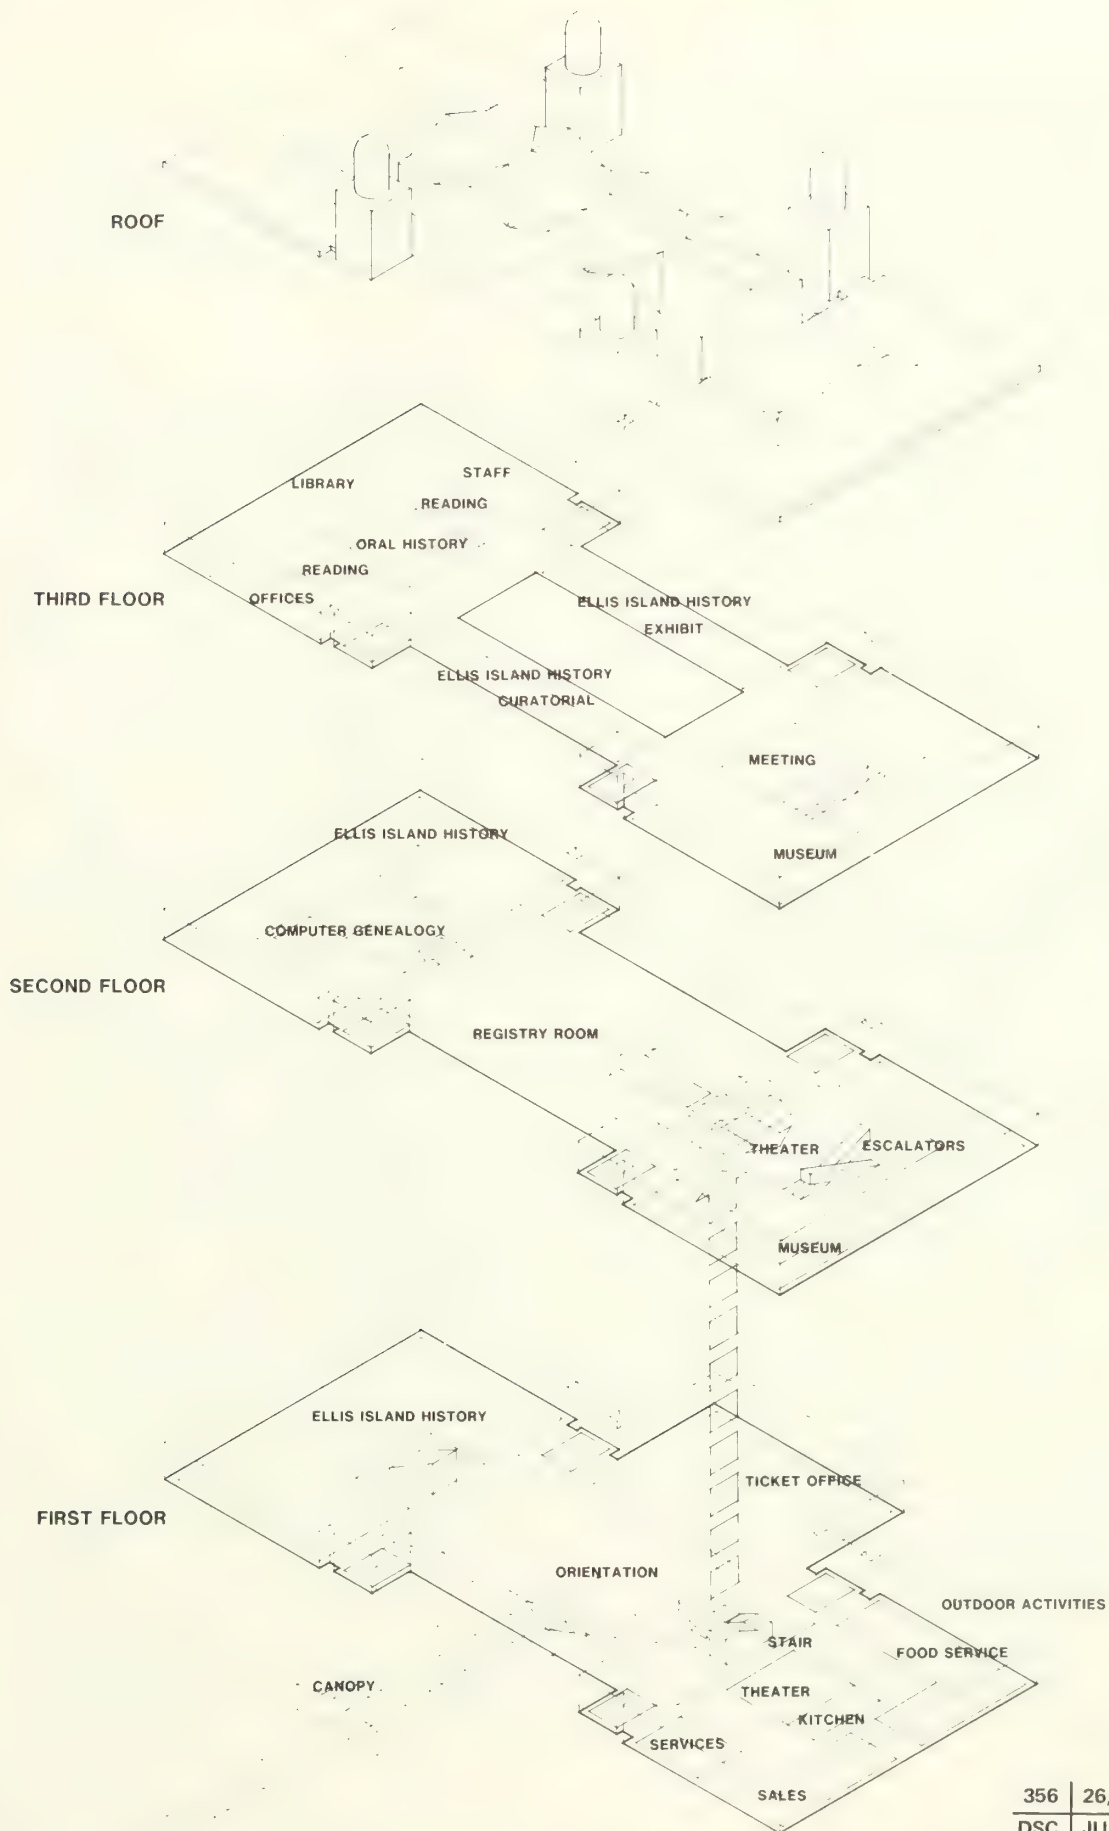 ROOF
THIRD FLOOR
LIBRARY
STAFF
READING
ORAL HISTORY
READING
OFFICES
ELLIS ISLAND HISTORY
EXHIBIT
ELLIS ISLAND HISTORY
CURATORIAL
MEETING
MUSEUM
SECOND FLOOR
ELLIS ISLAND HISTORY
COMPUTER GENEALOGY
REGISTRY ROOM
THEATER
ESCALATORS
MUSEUM
FIRST FLOOR
ELLIS ISLAND HISTORY
TICKET OFFICE
ORIENTATION
OUTDOOR ACTIVITIES
STAIR
FOOD SERVICE
CANOPY
THEATER
KITCHEN
SERVICES
SALES
356 | 26,
DSC